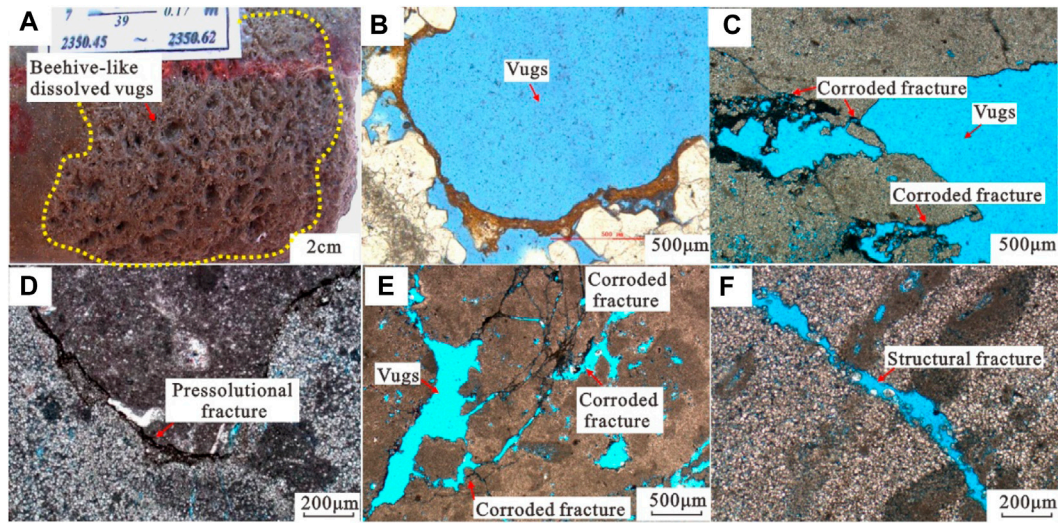 A
7 39 0.17 m
2350.45 ~ 2350.62
Beehive-like
dissolved vugs
2cm
B
Vugs
500μm
C
Corroded fracture
Vugs
Corroded
fracture
500μm
D
Pressolutional
fracture
200μm
E
Corroded
fracture
Vugs
Corroded
fracture
Corroded fracture
500μm
F
Structural fracture
200μm